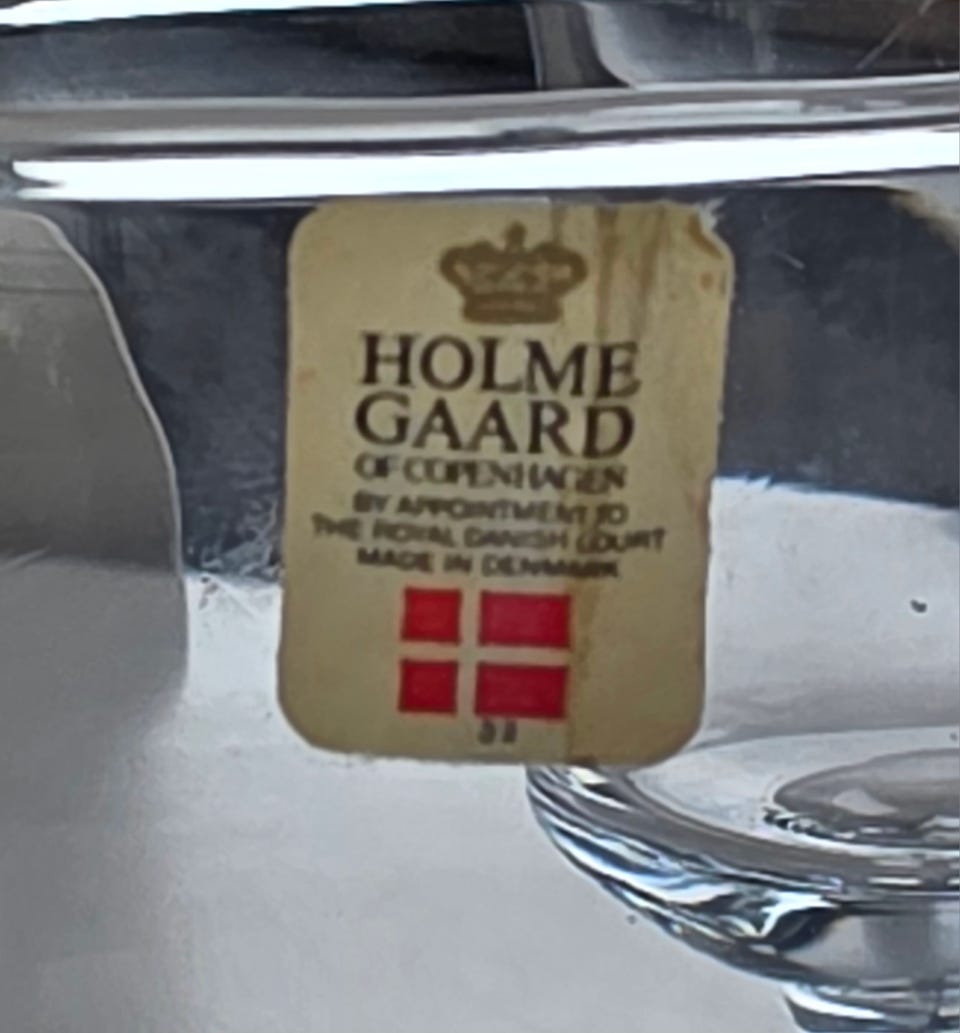 HOLME
GAARD
OF COPENHAGEN
BY APPOINTMENT TO
THE ROYAL DANISH COURT
MADE IN DENMARK